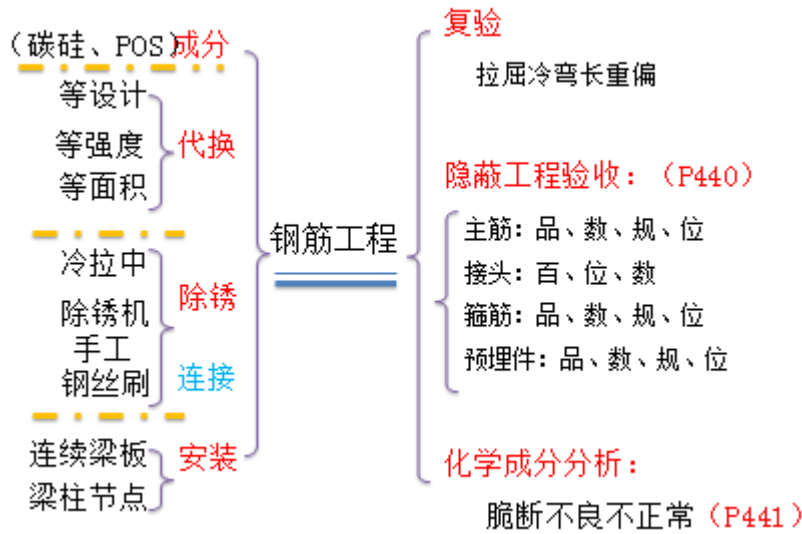 （碳硅、POS）成分
等设计
等强度
等面积
代换
冷拉中
除锈机
手工
钢丝刷
除锈
连接
连续梁板
梁柱节点
安装
钢筋工程
复验
拉屈冷弯长重偏
隐蔽工程验收：（P440）
主筋：品、数、规、位
接头：百、位、数
箍筋：品、数、规、位
预埋件：品、数、规、位
化学成分分析：
脆断不良不正常（P441）